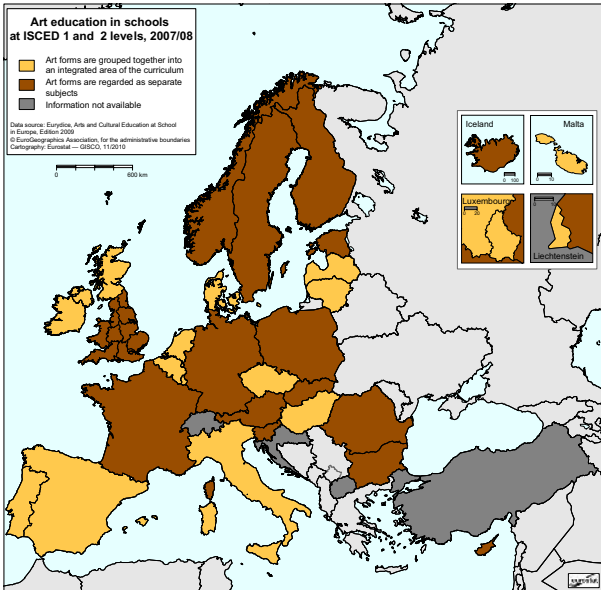 Art education in schools
at ISCED 1 and 2 levels, 2007/08
Art forms are grouped together into
an integrated area of the curriculum
Art forms are regarded as separate
subjects
Information not available
Data source: Eurydice, Arts and Cultural Education at School
in Europe, Edition 2009
© EuroGeographics Association, for the administrative boundaries
Cartography: Eurostat — GISCO, 11/2010
0 600 km
Iceland
0 100
Malta
0 10
Luxembourg
0 20
Liechtenstein
eurostat